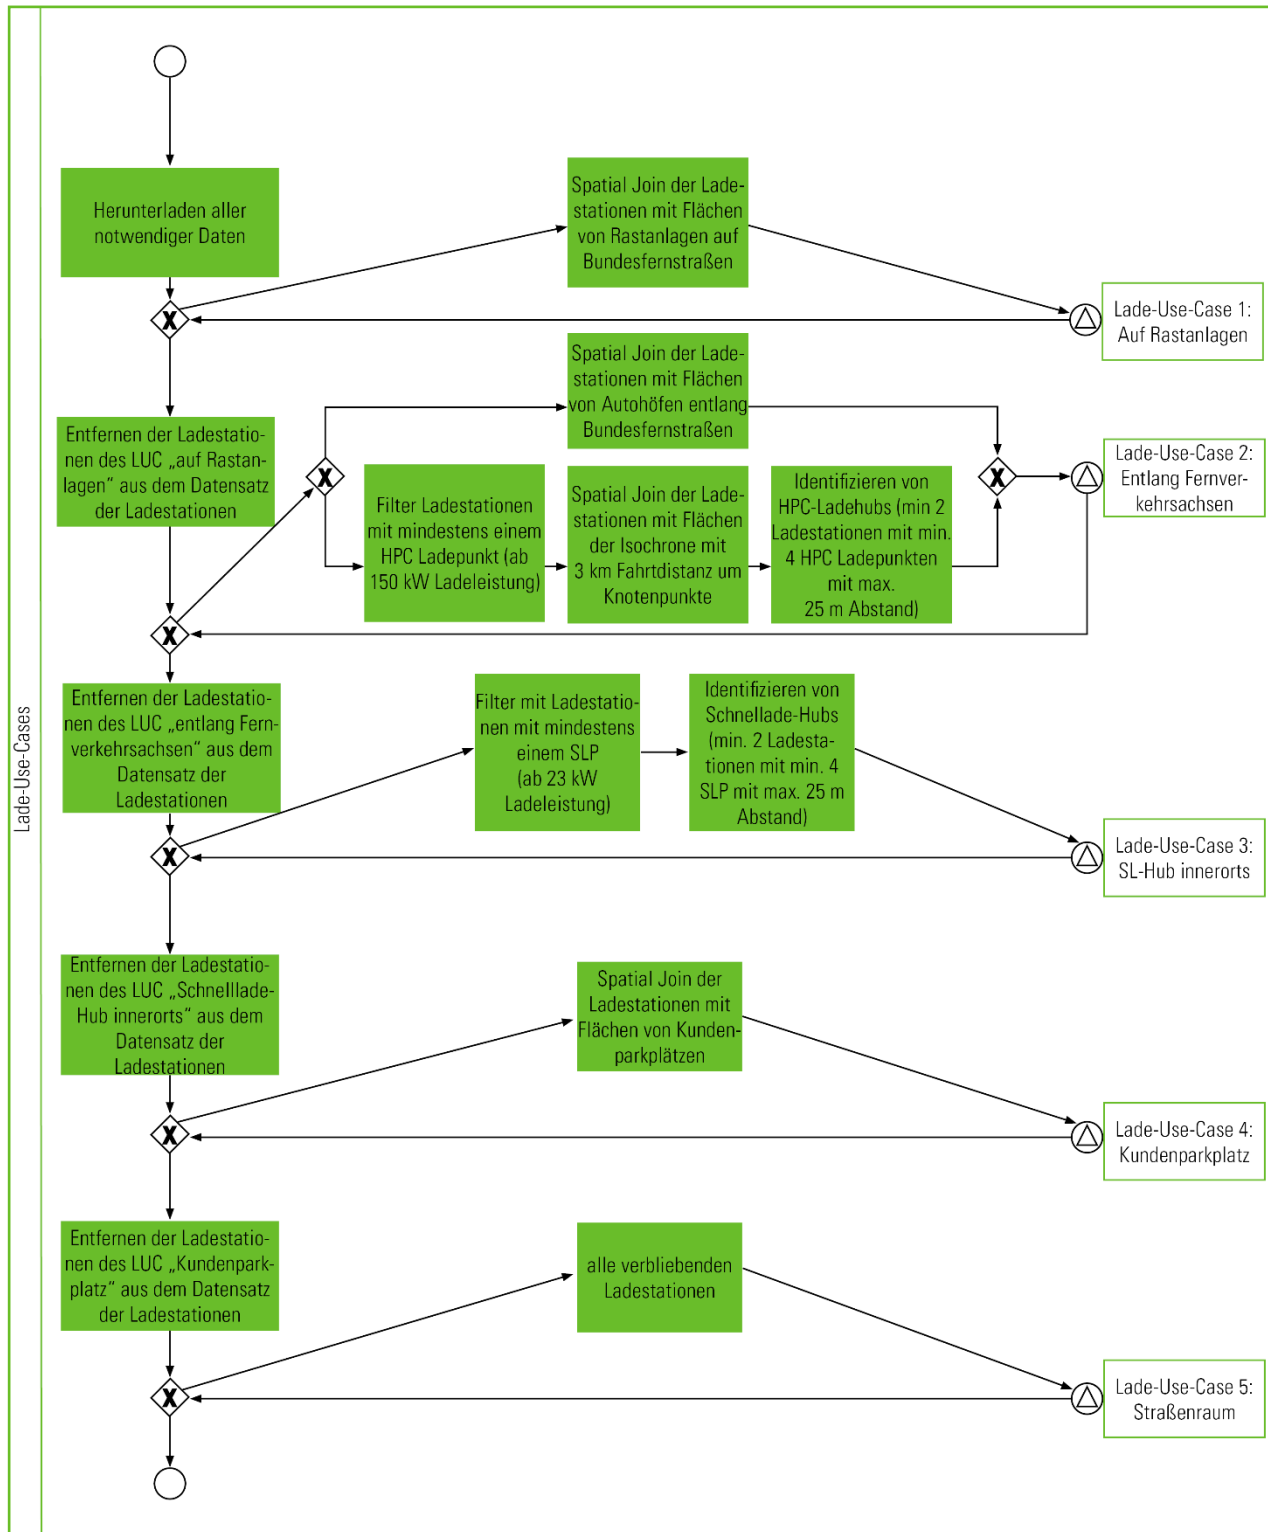 Lade-Use-Cases
Herunterladen aller
notwendiger Daten
Spatial Join der Lade-
stationen mit Flächen
von Rastanlagen auf
Bundesfernstraßen
X
Lade-Use-Case 1:
Auf Rastanlagen
Entfernen der Ladestatio-
nen des LUC „auf Rastan-
lagen“ aus dem Datensatz
der Ladestationen
X
Spatial Join der Lade-
stationen mit Flächen
von Autohöfen entlang
Bundesfernstraßen
Filter Ladestationen
mit mindestens einem
HPC Ladepunkt (ab
150 kW Ladeleistung)
Spatial Join der Lade-
stationen mit Flächen
der Isochrone mit
3 km Fahrtdistanz um
Knotenpunkte
Identifizieren von
HPC-Ladehubs (min 2
Ladestationen mit min.
4 HPC Ladepunkten
mit max.
25 m Abstand)
X
Lade-Use-Case 2:
Entlang Fernver-
kehrsachsen
X
Entfernen der Ladestatio-
nen des LUC „entlang Fern-
verkehrsachsen“ aus dem
Datensatz der
Ladestationen
Filter mit Ladestatio-
nen mit mindestens
einem SLP
(ab 23 kW
Ladeleistung)
Identifizieren von
Schnellade-Hubs
(min. 2 Ladesta-
tionen mit min. 4
SLP mit max. 25 m
Abstand)
X
Lade-Use-Case 3:
SL-Hub innerorts
Entfernen der Ladestatio-
nen des LUC „Schnelllade-
Hub innerorts“ aus dem
Datensatz der
Ladestationen
Spatial Join der
Ladestationen mit
Flächen von Kunden-
parkplätzen
X
Lade-Use-Case 4:
Kundenparkplatz
Entfernen der Ladestatio-
nen des LUC „Kundenpark-
platz“ aus dem Datensatz
der Ladestationen
alle verbliebenden
Ladestationen
X
Lade-Use-Case 5:
Straßenraum